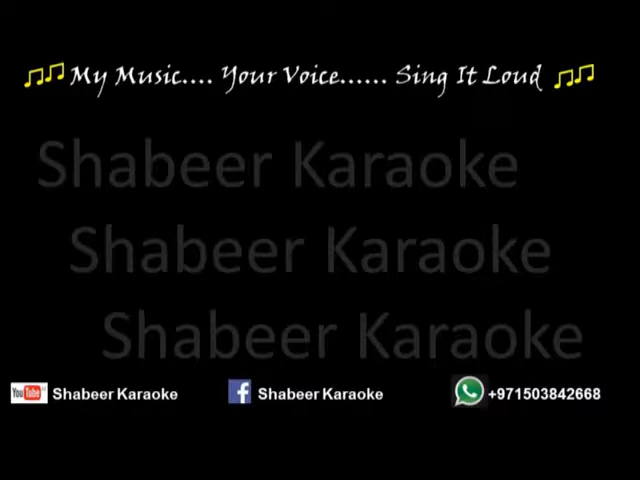 My Music.... Your Voice...... Sing It Loud
Shabeer Karaoke
Shabeer Karaoke
Shabeer Karaoke
YouTube Shabeer Karaoke f Shabeer Karaoke +971503842668